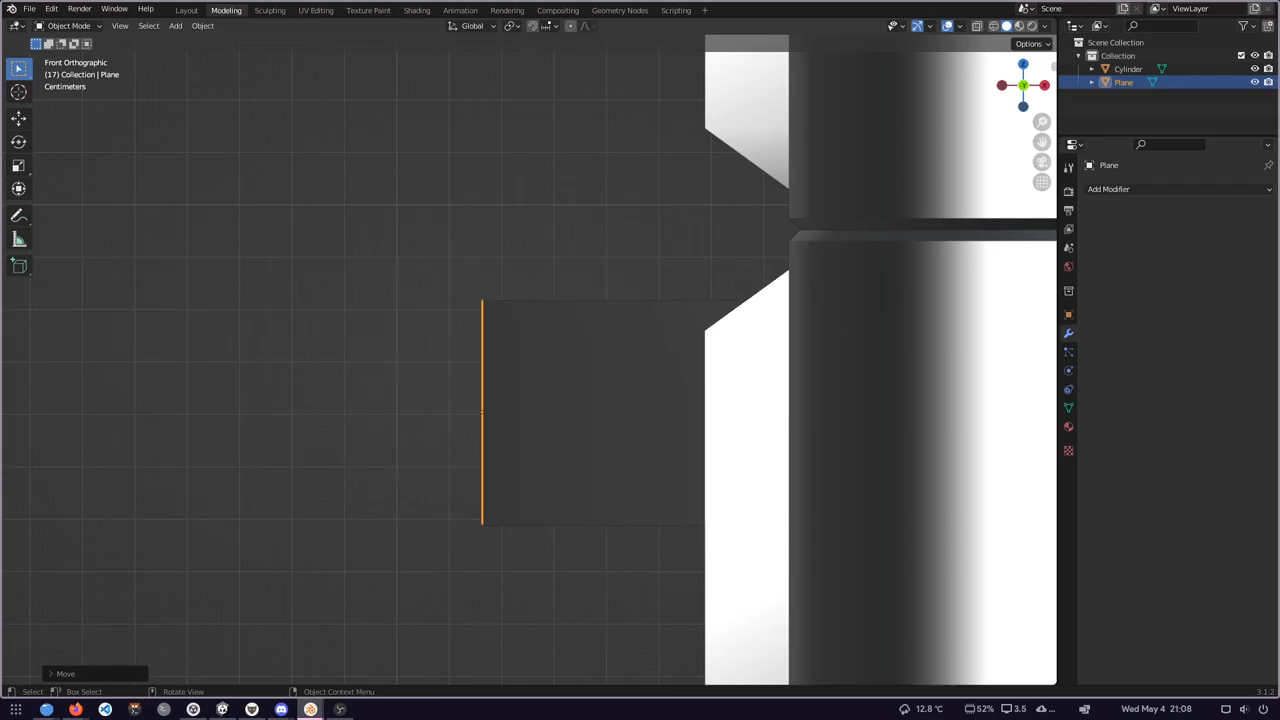 File Edit Render Window Help Layout Modeling Sculpting UV Editing Texture Paint Shading Animation Rendering Compositing Geometry Nodes Scripting + Scene ViewLayer
Object Mode View Select Add Object Global
Options
Front Orthographic
(17) Collection | Plane
Centimeters
Z
Y
X
Scene Collection
Collection
Cylinder
Plane
Plane
Add Modifier
> Move
Select Box Select Rotate View Object Context Menu 3.1.2
12.8 °C 52% 3.5 ... Wed May 4 21:08